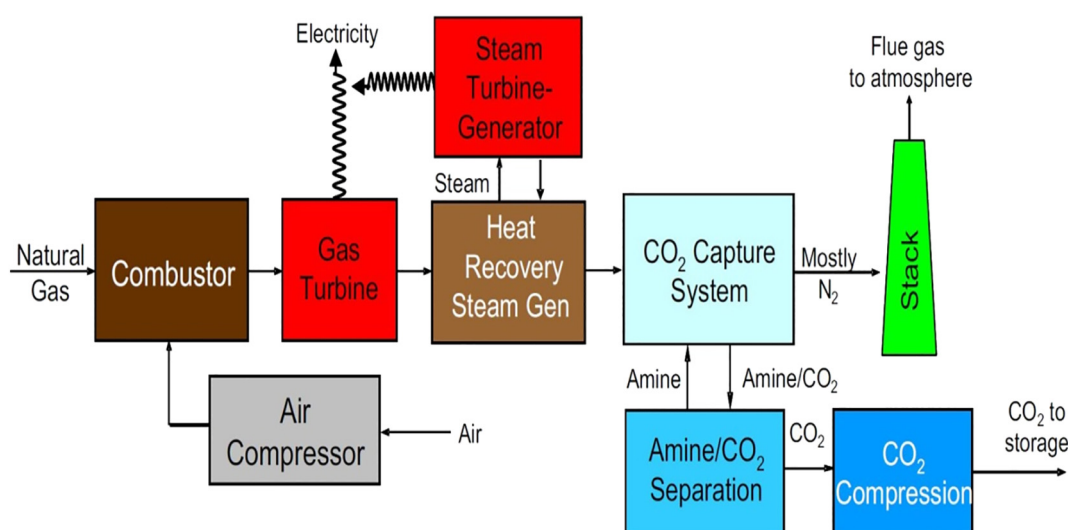 Electricity
Steam
Turbine-
Generator
Flue gas
to atmosphere
Steam
Natural
Gas
Combustor
Gas
Turbine
Heat
Recovery
Steam Gen
CO₂ Capture
System
Mostly
N₂
Stack
Air
Compressor
Air
Amine
Amine/CO₂
Amine/CO₂
Separation
CO₂
CO₂
Compression
CO₂ to
storage